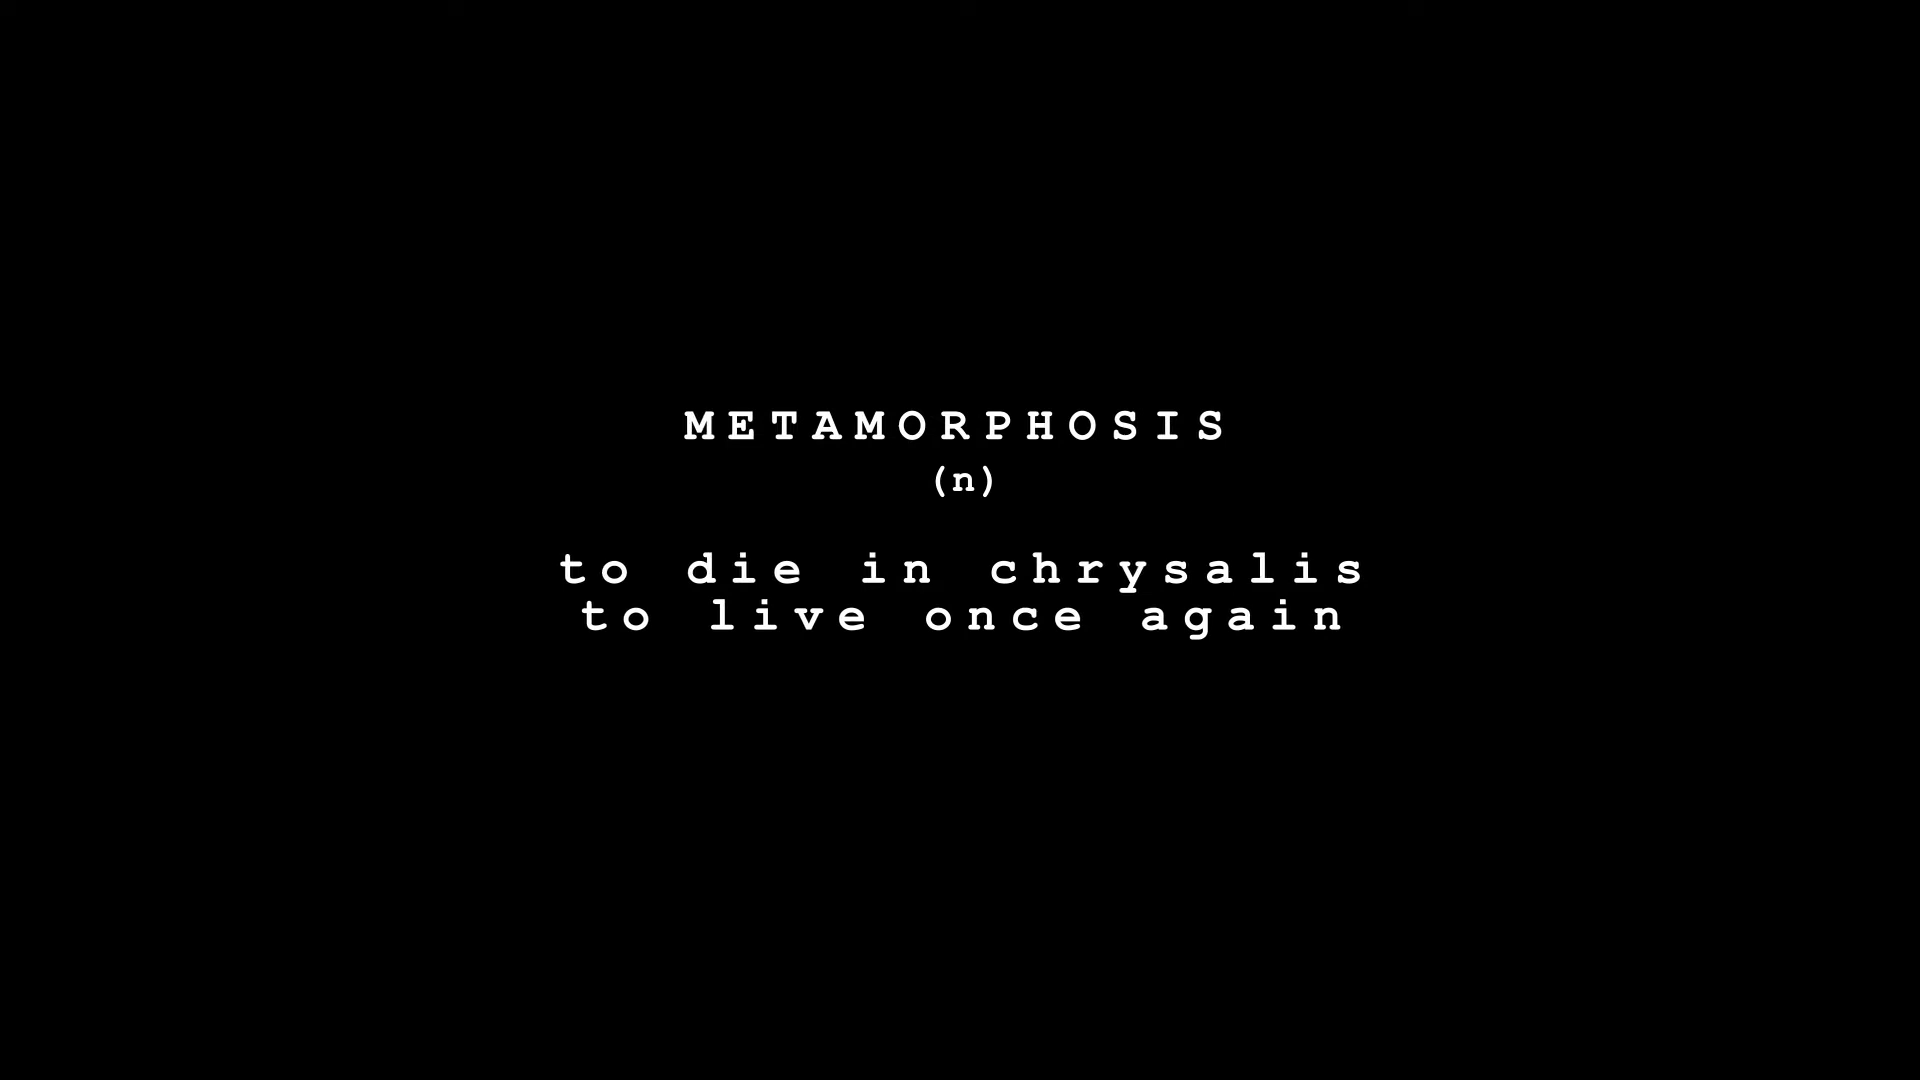 METAMORPHOSIS
(n)
to die in chrysalis
to live once again